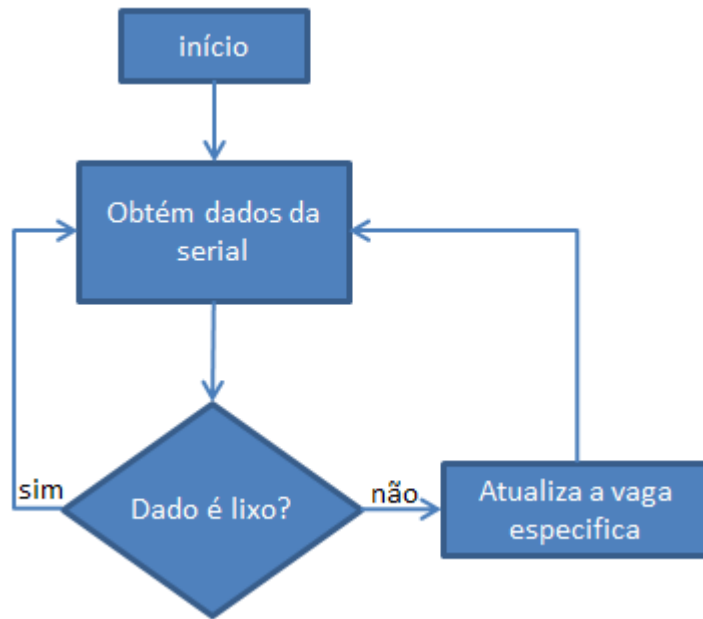 início
Obtém dados da
serial
sim
Dado é lixo?
não
Atualiza a vaga
especifica